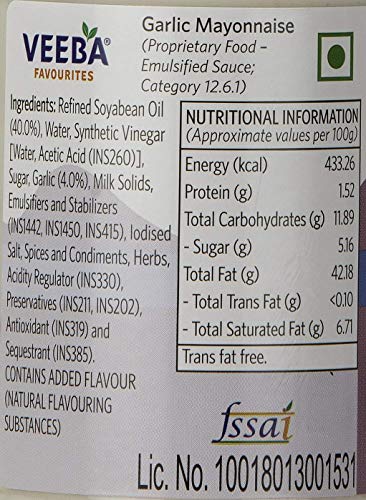 VEEBA
FAVOURITES
Garlic Mayonnaise
(Proprietary Food –
Emulsified Sauce;
Category 12.6.1)
Ingredients: Refined Soyabean Oil
(40.0%), Water, Synthetic Vinegar
[Water, Acetic Acid (INS260)],
Sugar, Garlic (4.0%), Milk Solids,
Emulsifiers and Stabilizers
(INS1442, INS1450, INS415), Iodised
Salt, Spices and Condiments, Herbs,
Acidity Regulator (INS330),
Preservatives (INS211, INS202),
Antioxidant (INS319) and
Sequestrant (INS385).
CONTAINS ADDED FLAVOUR
(NATURAL FLAVOURING
SUBSTANCES)
NUTRITIONAL INFORMATION
(Approximate values per 100g)
Energy (kcal) 433.26
Protein (g) 1.52
Total Carbohydrates (g) 11.89
- Sugar (g) 5.16
Total Fat (g) 42.18
- Total Trans Fat (g) <0.10
- Total Saturated Fat (g) 6.71
Trans fat free.
fssai
Lic. No. 10018013001531